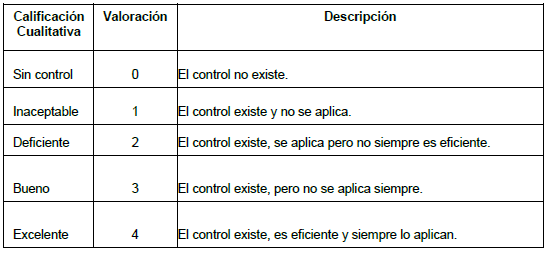 Calificación Cualitativa Valoración Descripción
Sin control 0 El control no existe.
Inaceptable 1 El control existe y no se aplica.
Deficiente 2 El control existe, se aplica pero no siempre es eficiente.
Bueno 3 El control existe, pero no se aplica siempre.
Excelente 4 El control existe, es eficiente y siempre lo aplican.